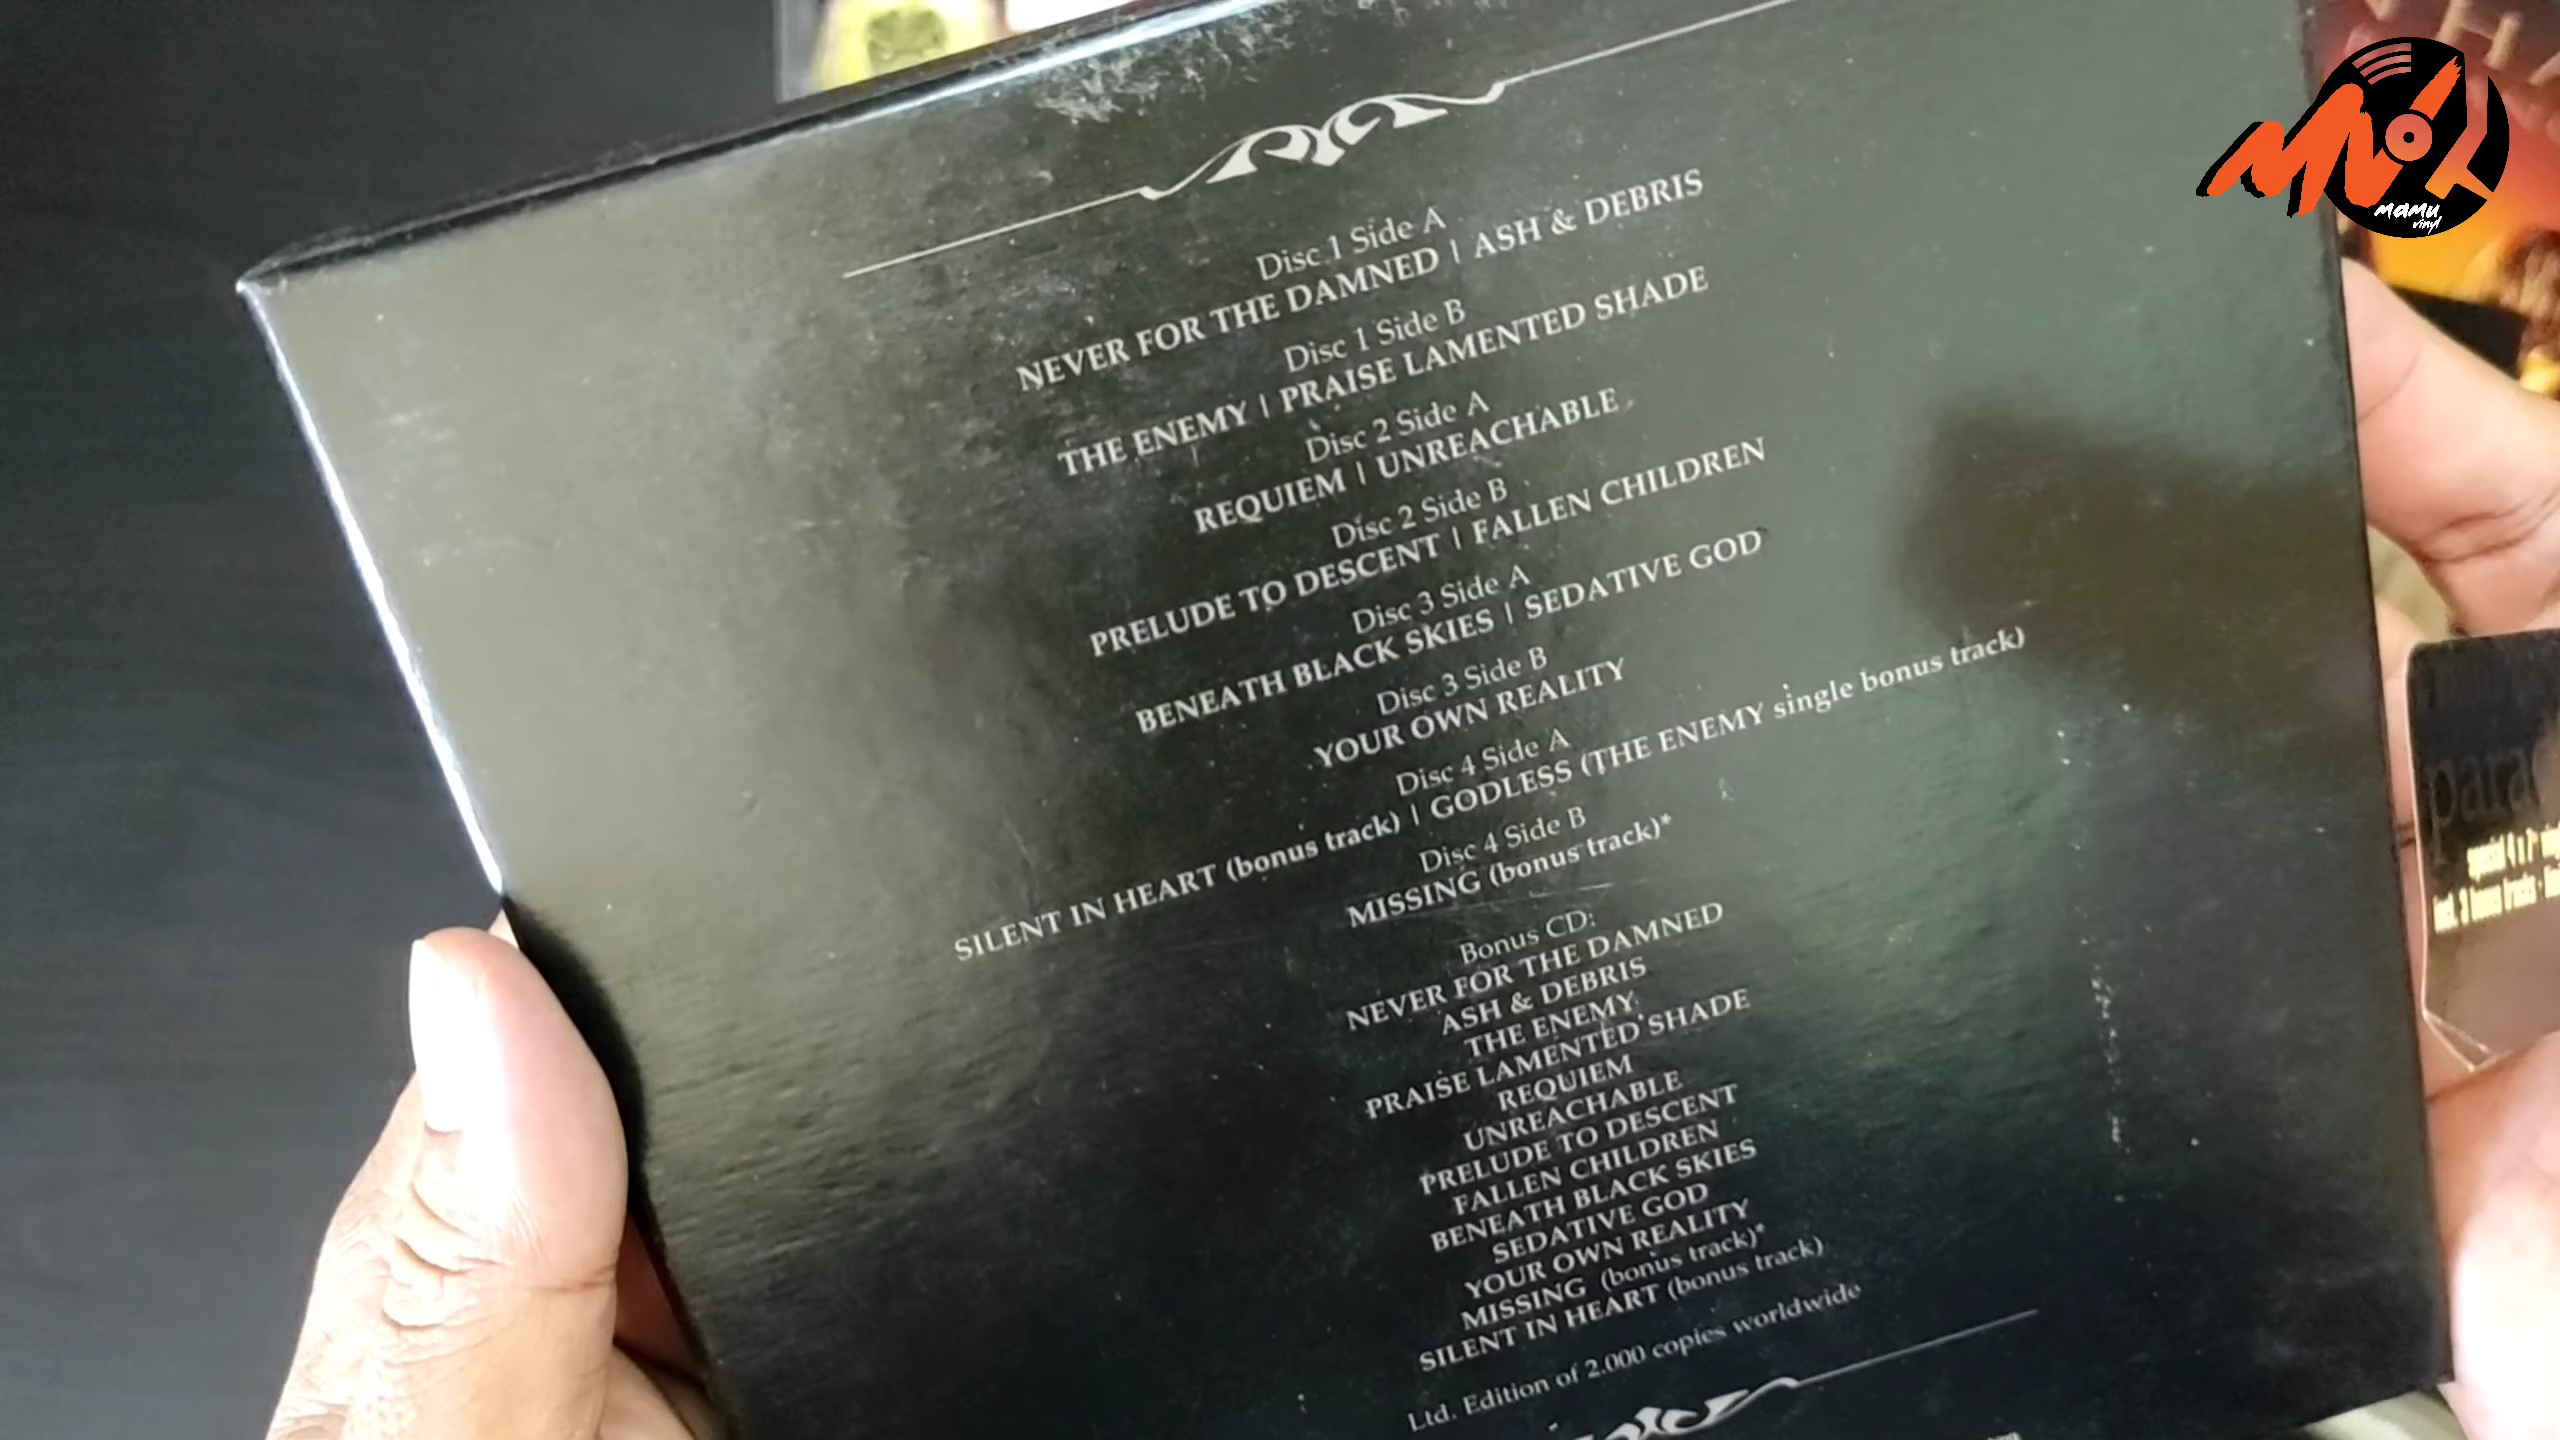 Disc 1 Side A
NEVER FOR THE DAMNED | ASH & DEBRIS
Disc 1 Side B
THE ENEMY | PRAISE LAMENTED SHADE
Disc 2 Side A
REQUIEM | UNREACHABLE
Disc 2 Side B
PRELUDE TO DESCENT | FALLEN CHILDREN
Disc 3 Side A
BENEATH BLACK SKIES | SEDATIVE GOD
Disc 3 Side B
YOUR OWN REALITY
Disc 4 Side A
SILENT IN HEART (bonus track) | GODLESS (THE ENEMY single bonus track)
Disc 4 Side B
MISSING (bonus track)*
Bonus CD:
NEVER FOR THE DAMNED
ASH & DEBRIS
THE ENEMY
PRAISE LAMENTED SHADE
REQUIEM
UNREACHABLE
PRELUDE TO DESCENT
FALLEN CHILDREN
BENEATH BLACK SKIES
SEDATIVE GOD
YOUR OWN REALITY
MISSING (bonus track)*
SILENT IN HEART (bonus track)
Ltd. Edition of 2.000 copies worldwide
mamu
vinyl
para